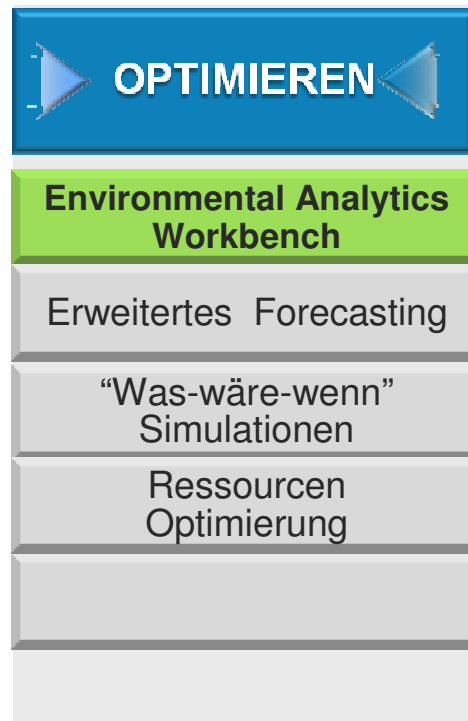 OPTIMIEREN
Environmental Analytics
Workbench
Erweitertes Forecasting
“Was-wäre-wenn”
Simulationen
Ressourcen
Optimierung